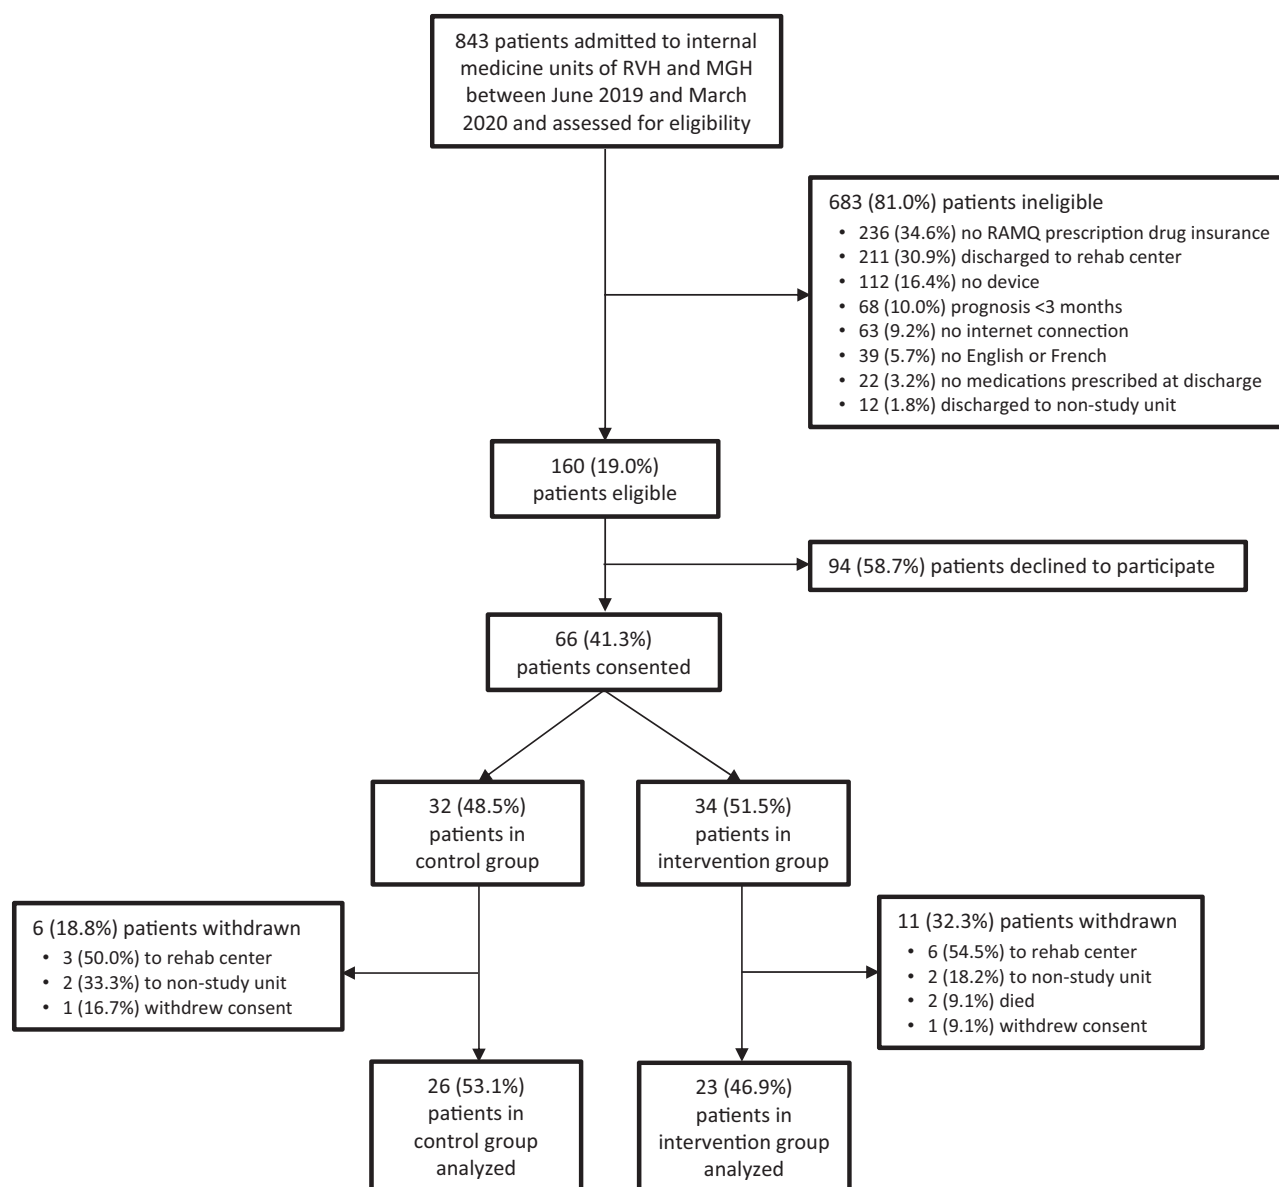 843 patients admitted to internal
medicine units of RVH and MGH
between June 2019 and March
2020 and assessed for eligibility
683 (81.0%) patients ineligible
• 236 (34.6%) no RAMQ prescription drug insurance
• 211 (30.9%) discharged to rehab center
• 112 (16.4%) no device
• 68 (10.0%) prognosis <3 months
• 63 (9.2%) no internet connection
• 39 (5.7%) no English or French
• 22 (3.2%) no medications prescribed at discharge
• 12 (1.8%) discharged to non-study unit
160 (19.0%)
patients eligible
94 (58.7%) patients declined to participate
66 (41.3%)
patients consented
32 (48.5%)
patients in
control group
34 (51.5%)
patients in
intervention group
6 (18.8%) patients withdrawn
• 3 (50.0%) to rehab center
• 2 (33.3%) to non-study unit
• 1 (16.7%) withdrew consent
11 (32.3%) patients withdrawn
• 6 (54.5%) to rehab center
• 2 (18.2%) to non-study unit
• 2 (9.1%) died
• 1 (9.1%) withdrew consent
26 (53.1%)
patients in
control group
analyzed
23 (46.9%)
patients in
intervention group
analyzed